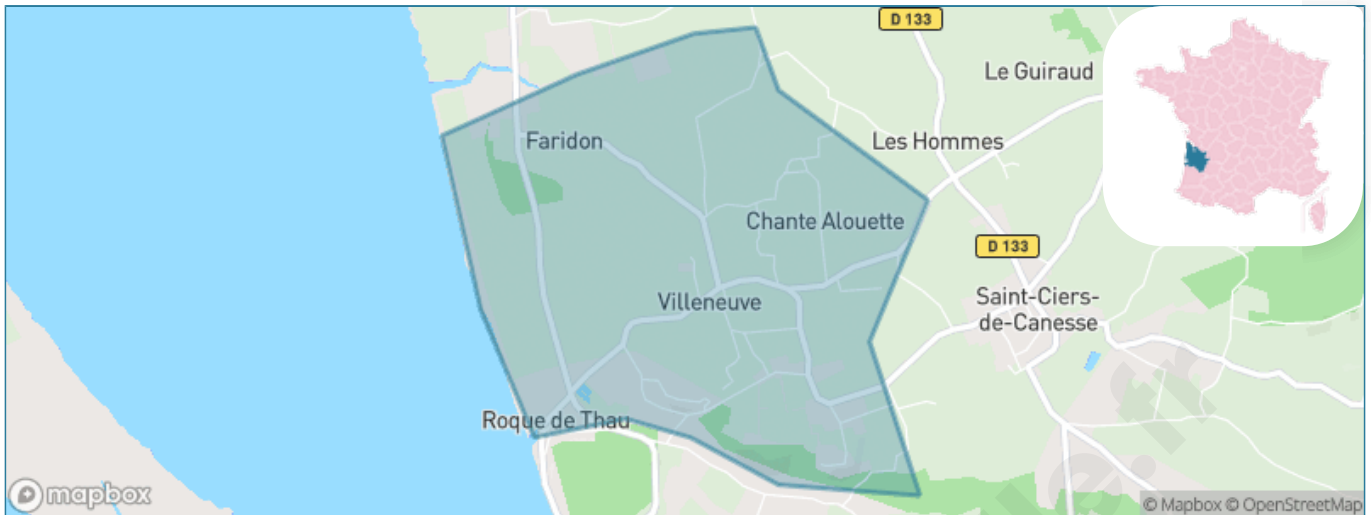 D 133
Le Guiraud
Faridon
Les Hommes
Chante Alouette
D 133
Villeneuve
Saint-Ciers-
de-Canesse
Roque de Thau
mapbox
© Mapbox © OpenStreetMap